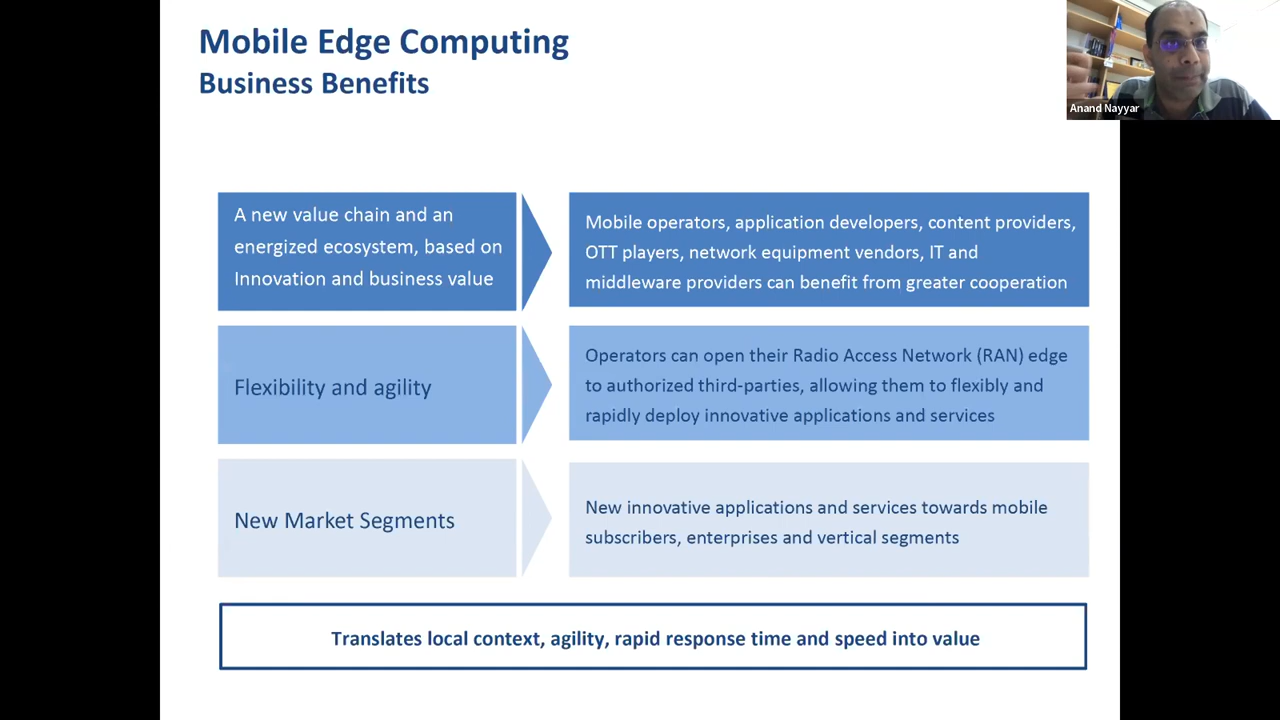 Mobile Edge Computing
Business Benefits
Anand Nayyar
A new value chain and an
energized ecosystem, based on
Innovation and business value
Mobile operators, application developers, content providers,
OTT players, network equipment vendors, IT and
middleware providers can benefit from greater cooperation
Flexibility and agility
Operators can open their Radio Access Network (RAN) edge
to authorized third-parties, allowing them to flexibly and
rapidly deploy innovative applications and services
New Market Segments
New innovative applications and services towards mobile
subscribers, enterprises and vertical segments
Translates local context, agility, rapid response time and speed into value